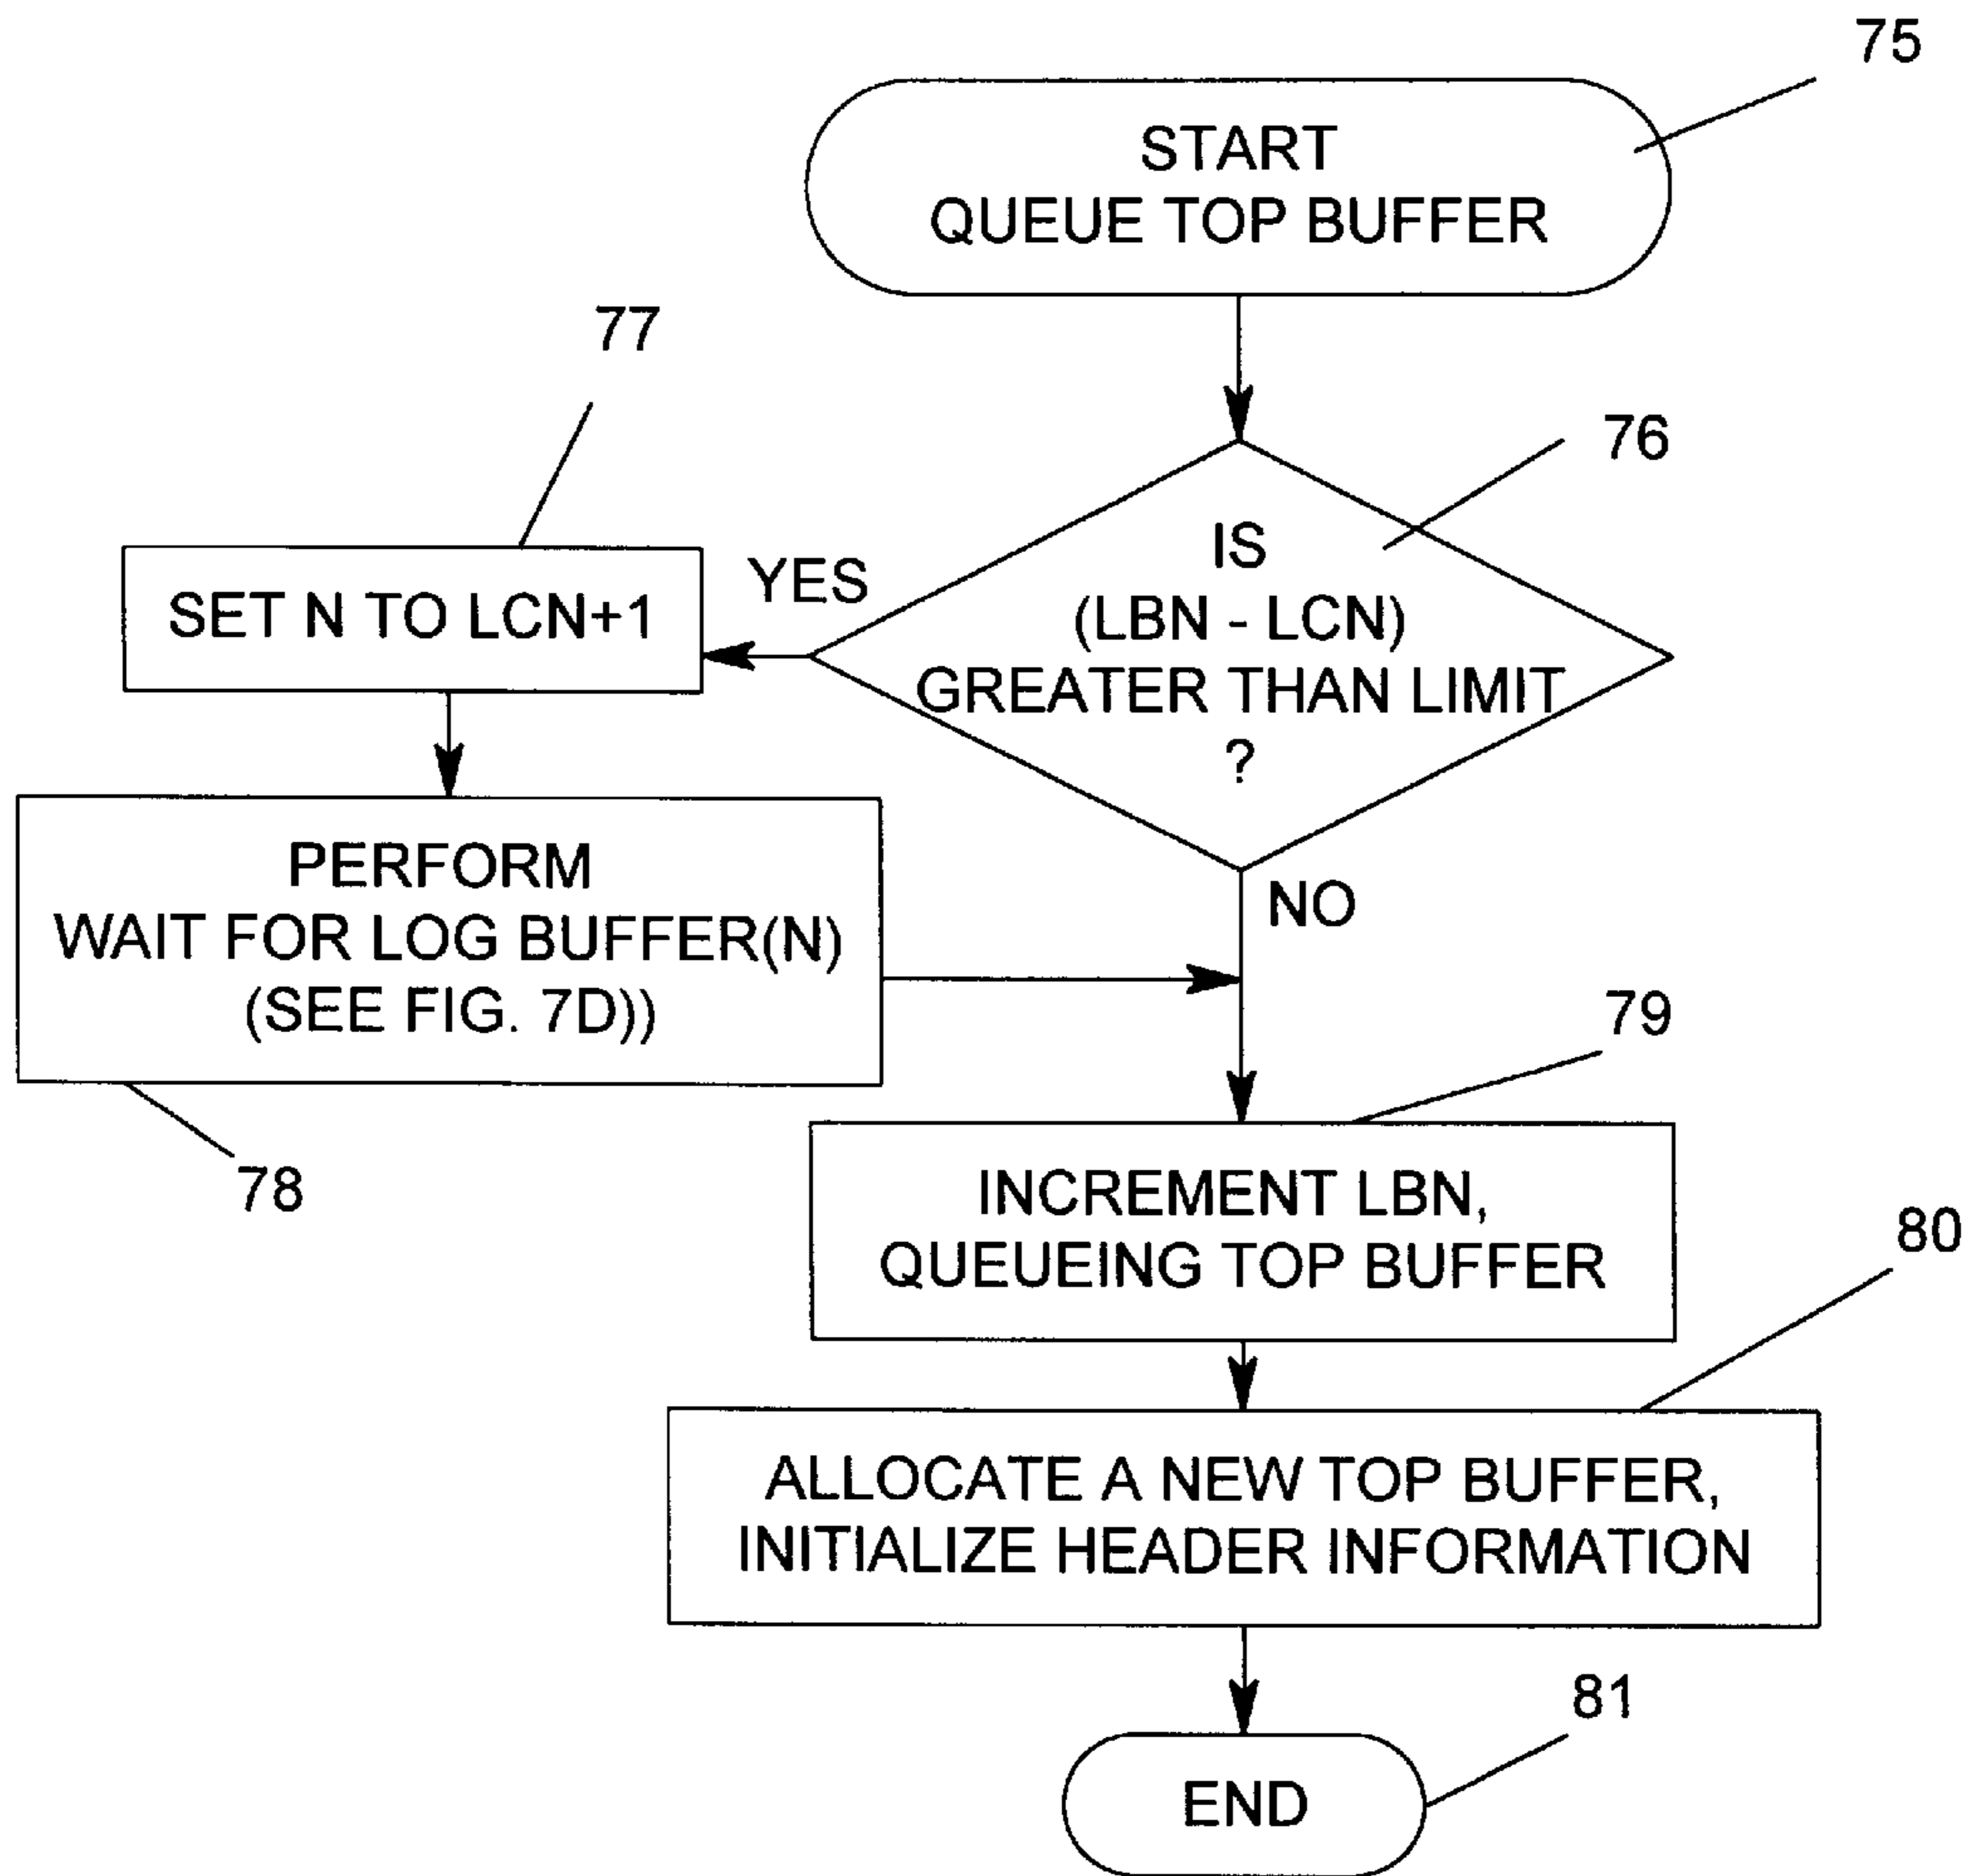 75
START
QUEUE TOP BUFFER
77
76
IS
(LBN - LCN)
GREATER THAN LIMIT
?
YES
SET N TO LCN+1
PERFORM
WAIT FOR LOG BUFFER(N)
(SEE FIG. 7D))
78
NO
79
INCREMENT LBN,
QUEUEING TOP BUFFER
80
ALLOCATE A NEW TOP BUFFER,
INITIALIZE HEADER INFORMATION
81
END